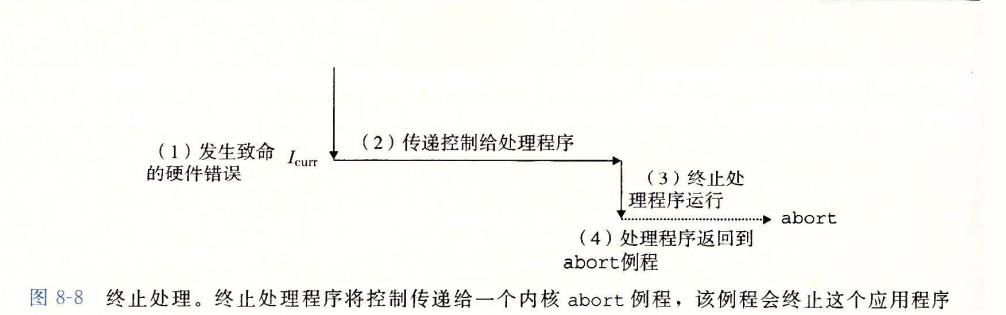 (1) 发生致命 Icurr (2) 传递控制给处理程序
的硬件错误
(3) 终止处
理程序运行
abort
(4) 处理程序返回到
abort例程
图 8-8 终止处理。终止处理程序将控制传递给一个内核 abort 例程，该例程会终止这个应用程序